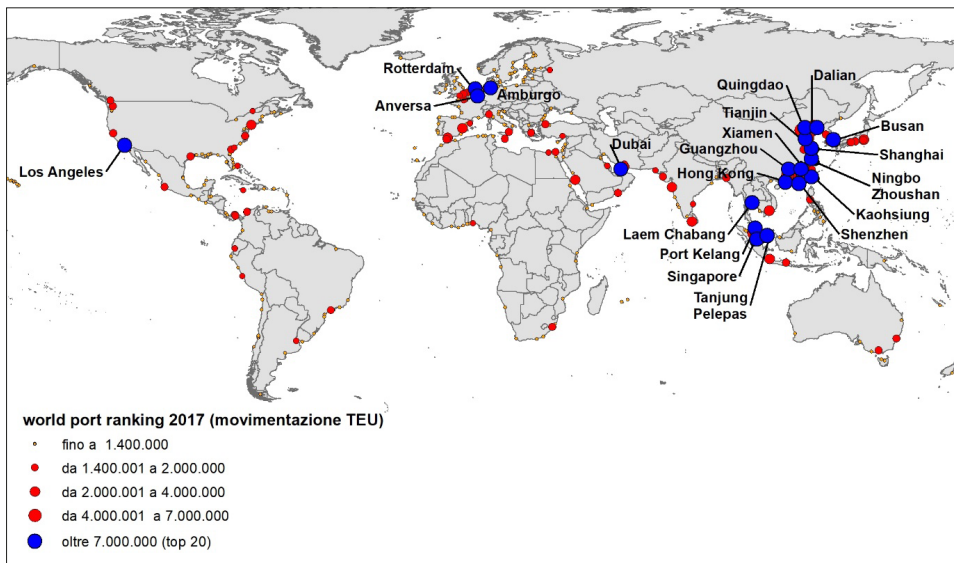 Rotterdam
Anversa
Amburgo
Dubai
Los Angeles
Quingdao
Dalian
Tianjin
Xiamen
Busan
Guangzhou
Shanghai
Hong Kong
Ningbo
Zhoushan
Kaohsiung
Laem Chabang
Shenzhen
Port Kelang
Singapore
Tanjung
Pelepas
world port ranking 2017 (movimentazione TEU)
fino a 1.400.000
da 1.400.001 a 2.000.000
da 2.000.001 a 4.000.000
da 4.000.001 a 7.000.000
oltre 7.000.000 (top 20)